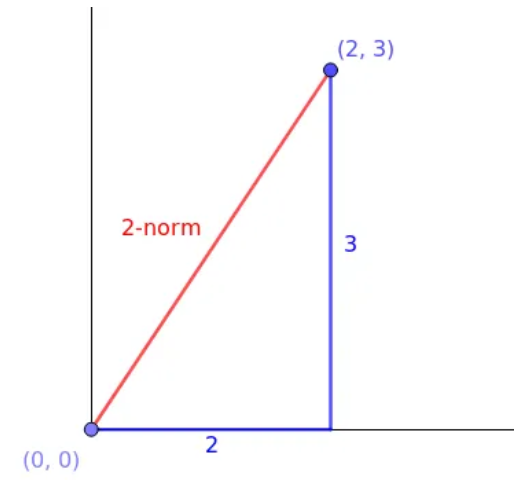 (2, 3)
2-norm
3
2
(0, 0)